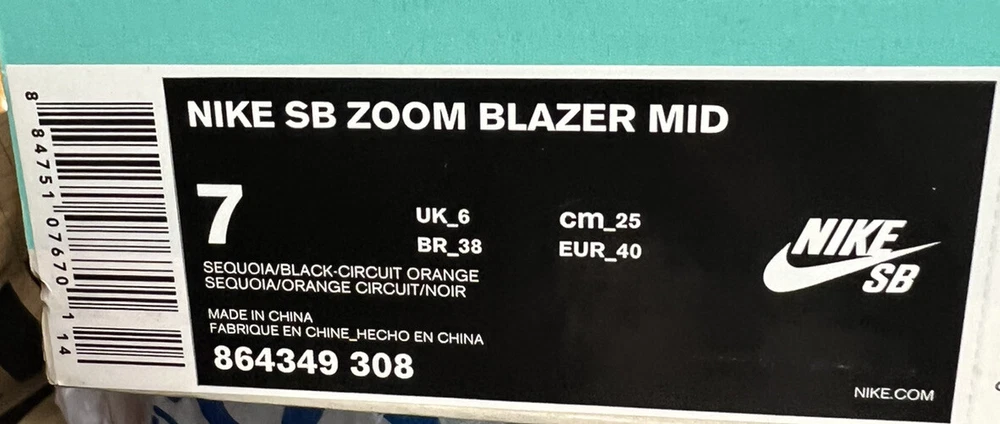 NIKE SB ZOOM BLAZER MID
7
UK_6 cm_25
BR_38 EUR_40
SEQUOIA/BLACK-CIRCUIT ORANGE
SEQUOIA/ORANGE CIRCUIT/NOIR
MADE IN CHINA
FABRIQUE EN CHINE_HECHO EN CHINA
864349 308
NIKE
SB
NIKE.COM
8 84751 07670 1 14